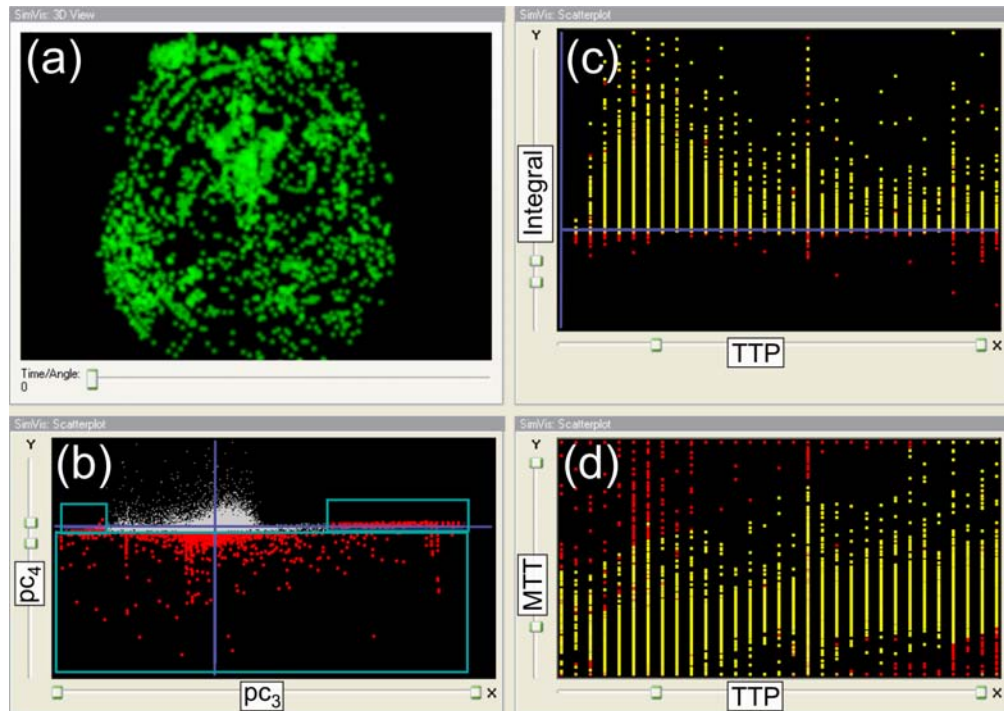 SimVis: 3D View
(a)
Time/Angle:
0
SimVis: Scatterplot
Y
(c)
Integral
TTP
X
SimVis: Scatterplot
Y
(b)
pc4
pc3
X
SimVis: Scatterplot
Y
(d)
MTT
TTP
X